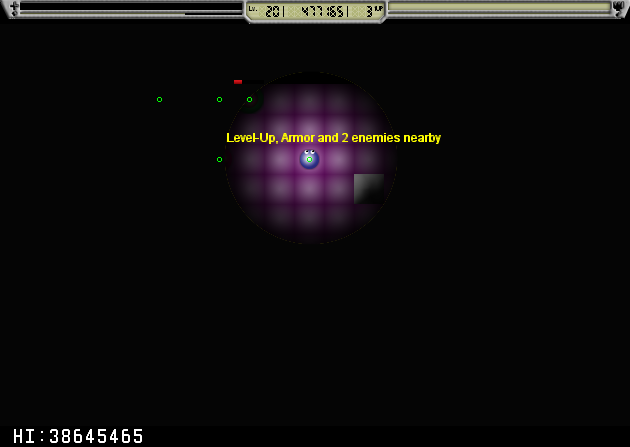 Lv. 20| 477165| 3 UP
Level-Up, Armor and 2 enemies nearby
HI:38645465